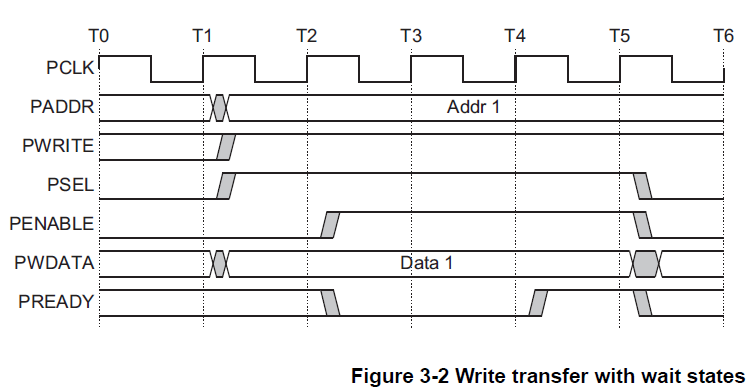 T0 T1 T2 T3 T4 T5 T6
PCLK
PADDR Addr 1
PWRITE
PSEL
PENABLE
PWDATA Data 1
PREADY
Figure 3-2 Write transfer with wait states